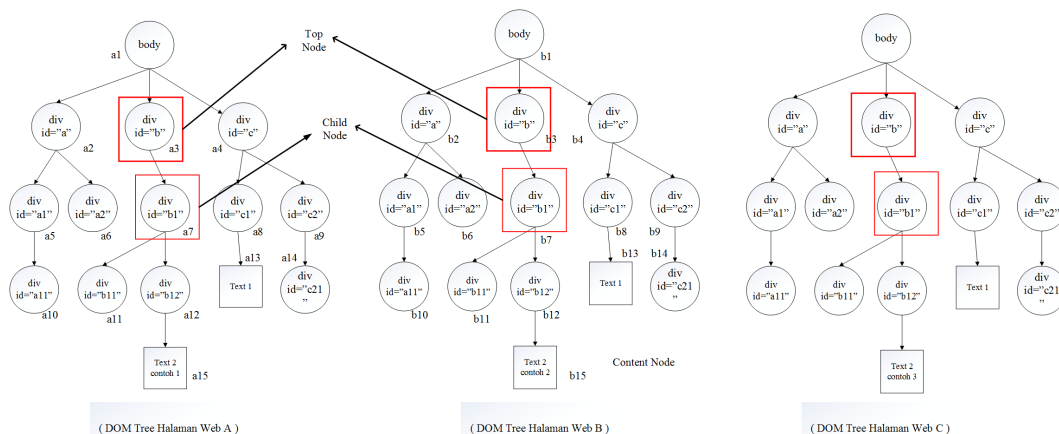 Top
Node
Child
Node
body
a1
div
id="a"
a2
div
id="b"
a3
div
id="c"
a4
div
id="a1"
a5
div
id="a2"
a6
div
id="b1"
a7
div
id="c1"
a8
div
id="c2"
a9
div
id="a11"
a10
div
id="b11"
a11
div
id="b12"
a12
a13
Text 1
a14
div
id="c21
"
Text 2
contoh 1
a15
( DOM Tree Halaman Web A )
body
b1
div
id="a"
b2
div
id="b"
b3
div
id="c"
b4
div
id="a1"
b5
div
id="a2"
b6
div
id="b1"
b7
div
id="c1"
b8
div
id="c2"
b9
div
id="a11"
b10
div
id="b11"
b11
div
id="b12"
b12
b13
Text 1
b14
div
id="c21
"
Text 2
contoh 2
b15
Content Node
( DOM Tree Halaman Web B )
body
div
id="a"
div
id="b"
div
id="c"
div
id="a1"
div
id="a2"
div
id="b1"
div
id="c1"
div
id="c2"
div
id="a11"
div
id="b11"
div
id="b12"
Text 1
div
id="c21
"
Text 2
contoh 3
( DOM Tree Halaman Web C )